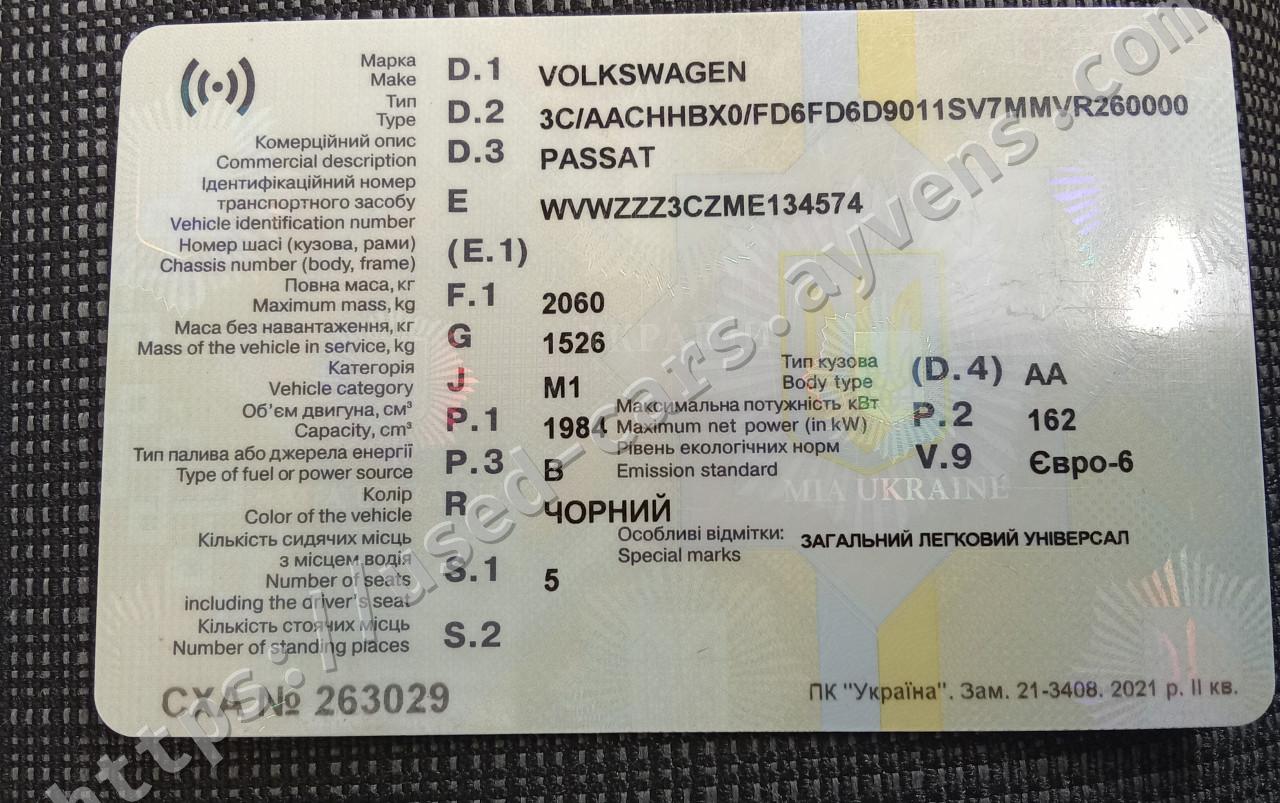 Марка D.1 VOLKSWAGEN
Make
Тип D.2 3C/AACHHBX0/FD6FD6D9011SV7MMVR260000
Type
Комерційний опис D.3 PASSAT
Commercial description
Ідентифікаційний номер
транспортного засобу E WVWZZZ3CZME134574
Vehicle identification number
Номер шасі (кузова, рами) (E.1)
Chassis number (body, frame)
Повна маса, кг F.1 2060
Maximum mass, kg
Маса без навантаження, кг G 1526
Mass of the vehicle in service, kg
Категорія J M1 Тип кузова (D.4) AA
Vehicle category Body type
Об'єм двигуна, см³ P.1 1984 Максимальна потужність кВт P.2 162
Capacity, cm³ Maximum net power (in kW)
Тип палива або джерела енергії P.3 B Рівень екологічних норм V.9 Євро-6
Type of fuel or power source Emission standard
Колір R ЧОРНИЙ
Color of the vehicle
Особливі відмітки: ЗАГАЛЬНИЙ ЛЕГКОВИЙ УНІВЕРСАЛ
Special marks
Кількість сидячих місць
з місцем водія S.1 5
Number of seats
including the driver's seat
Кількість стоячих місць S.2
Number of standing places
СХА № 263029
ПК "Україна". Зам. 21-3408. 2021 р. II кв.
УКРАЇНА
MIA UKRAINE
https://used-cars.ayvens.com